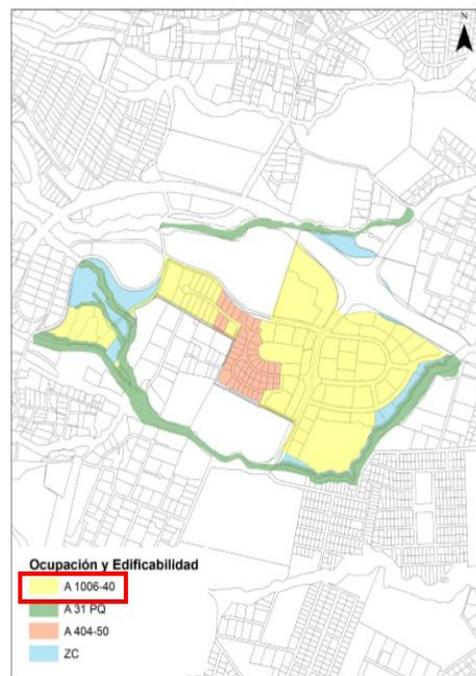 N
Ocupación y Edificabilidad
A 1006-40
A 31 PQ
A 404-50
ZC